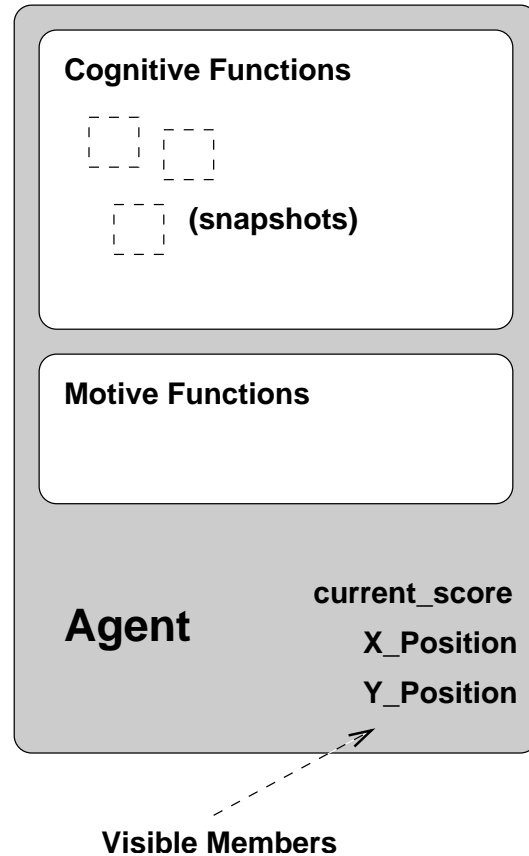 Cognitive Functions
(snapshots)
Motive Functions
Agent
current_score
X_Position
Y_Position
Visible Members